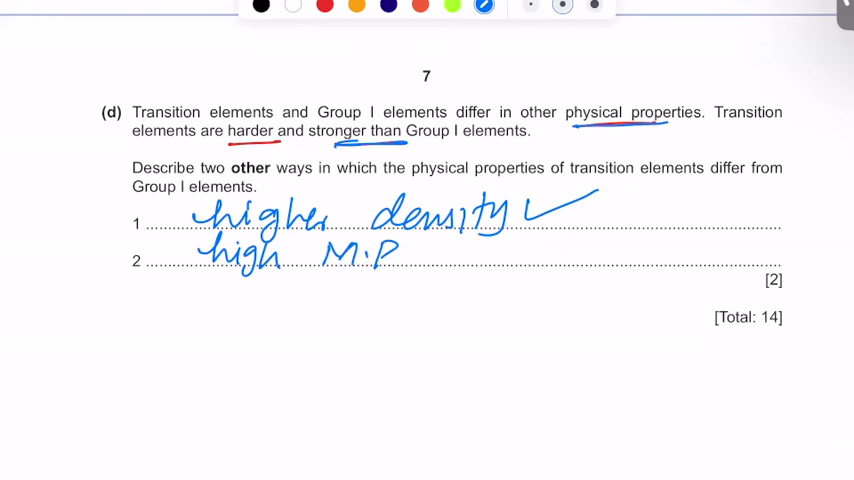 7
(d) Transition elements and Group I elements differ in other physical properties. Transition
elements are harder and stronger than Group I elements.
Describe two other ways in which the physical properties of transition elements differ from
Group I elements.
1 higher density
2 high M.P
[2]
[Total: 14]